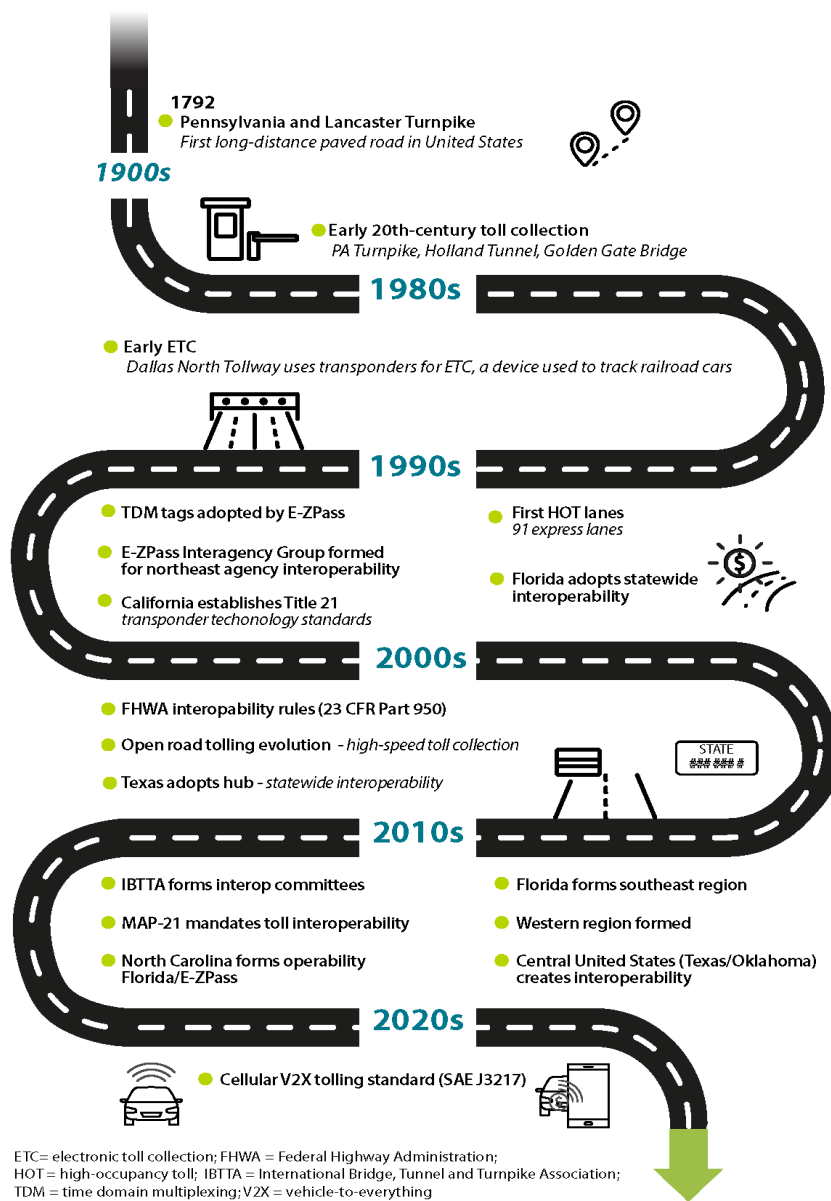 1792
Pennsylvania and Lancaster Turnpike
First long-distance paved road in United States
1900s
Early 20th-century toll collection
PA Turnpike, Holland Tunnel, Golden Gate Bridge
1980s
Early ETC
Dallas North Tollway uses transponders for ETC, a device used to track railroad cars
1990s
TDM tags adopted by E-ZPass
E-ZPass Interagency Group formed
for northeast agency interoperability
California establishes Title 21
transponder techonology standards
First HOT lanes
91 express lanes
Florida adopts statewide
interoperability
$
2000s
FHWA interopability rules (23 CFR Part 950)
Open road tolling evolution - high-speed toll collection
Texas adopts hub - statewide interoperability
STATE
### ### #
2010s
IBTTA forms interop committees
MAP-21 mandates toll interoperability
North Carolina forms operability
Florida/E-ZPass
Florida forms southeast region
Western region formed
Central United States (Texas/Oklahoma)
creates interoperability
2020s
Cellular V2X tolling standard (SAE J3217)
ETC= electronic toll collection; FHWA = Federal Highway Administration;
HOT = high-occupancy toll; IBTTA = International Bridge, Tunnel and Turnpike Association;
TDM = time domain multiplexing; V2X = vehicle-to-everything